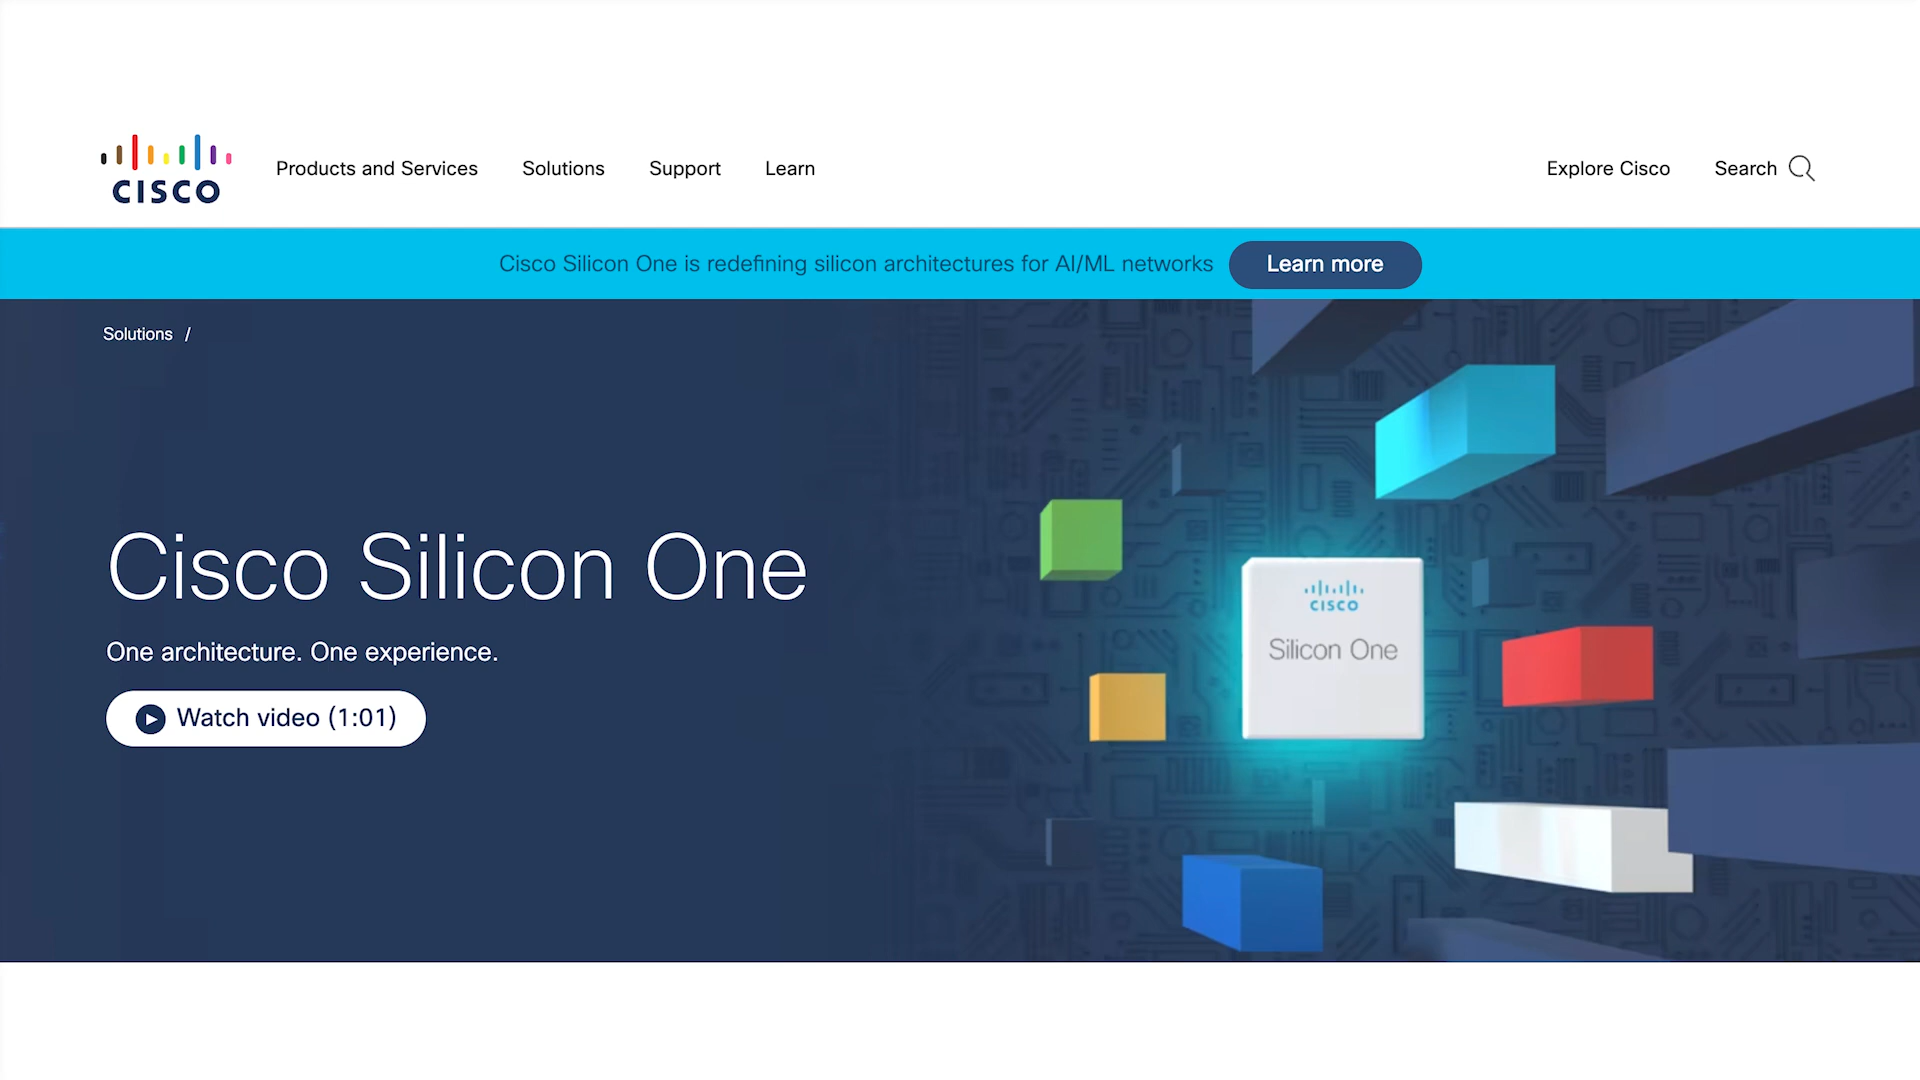 CISCO
Products and Services
Solutions
Support
Learn
Explore Cisco
Search
Cisco Silicon One is redefining silicon architectures for AI/ML networks
Learn more
Solutions /
Cisco Silicon One
One architecture. One experience.
Watch video (1:01)
CISCO
Silicon One